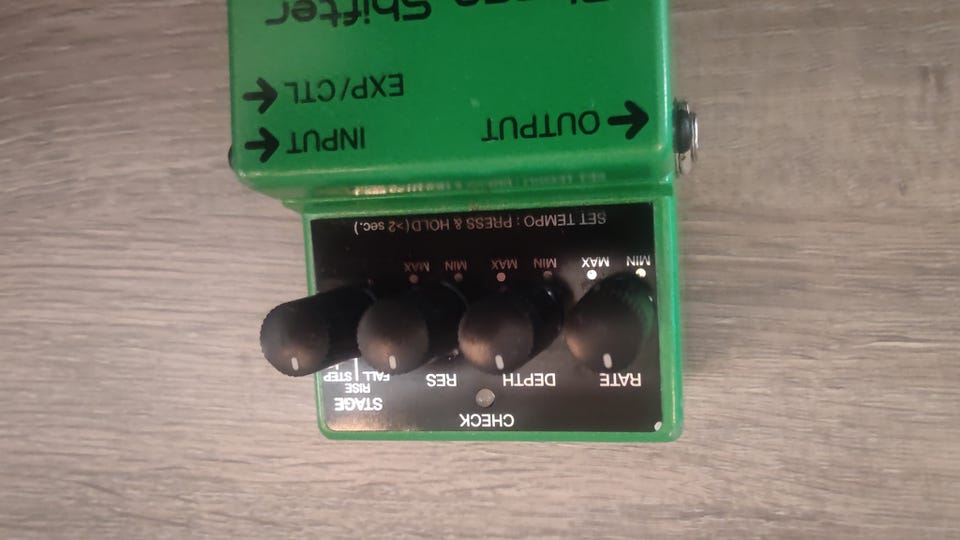 CHECK
RATE DEPTH RES STAGE
RISE
FALL STEP
MIN MAX MIN MAX MIN MAX
SET TEMPO : PRESS & HOLD (>2 sec.)
OUTPUT INPUT
EXP/CTL
Phase Shifter